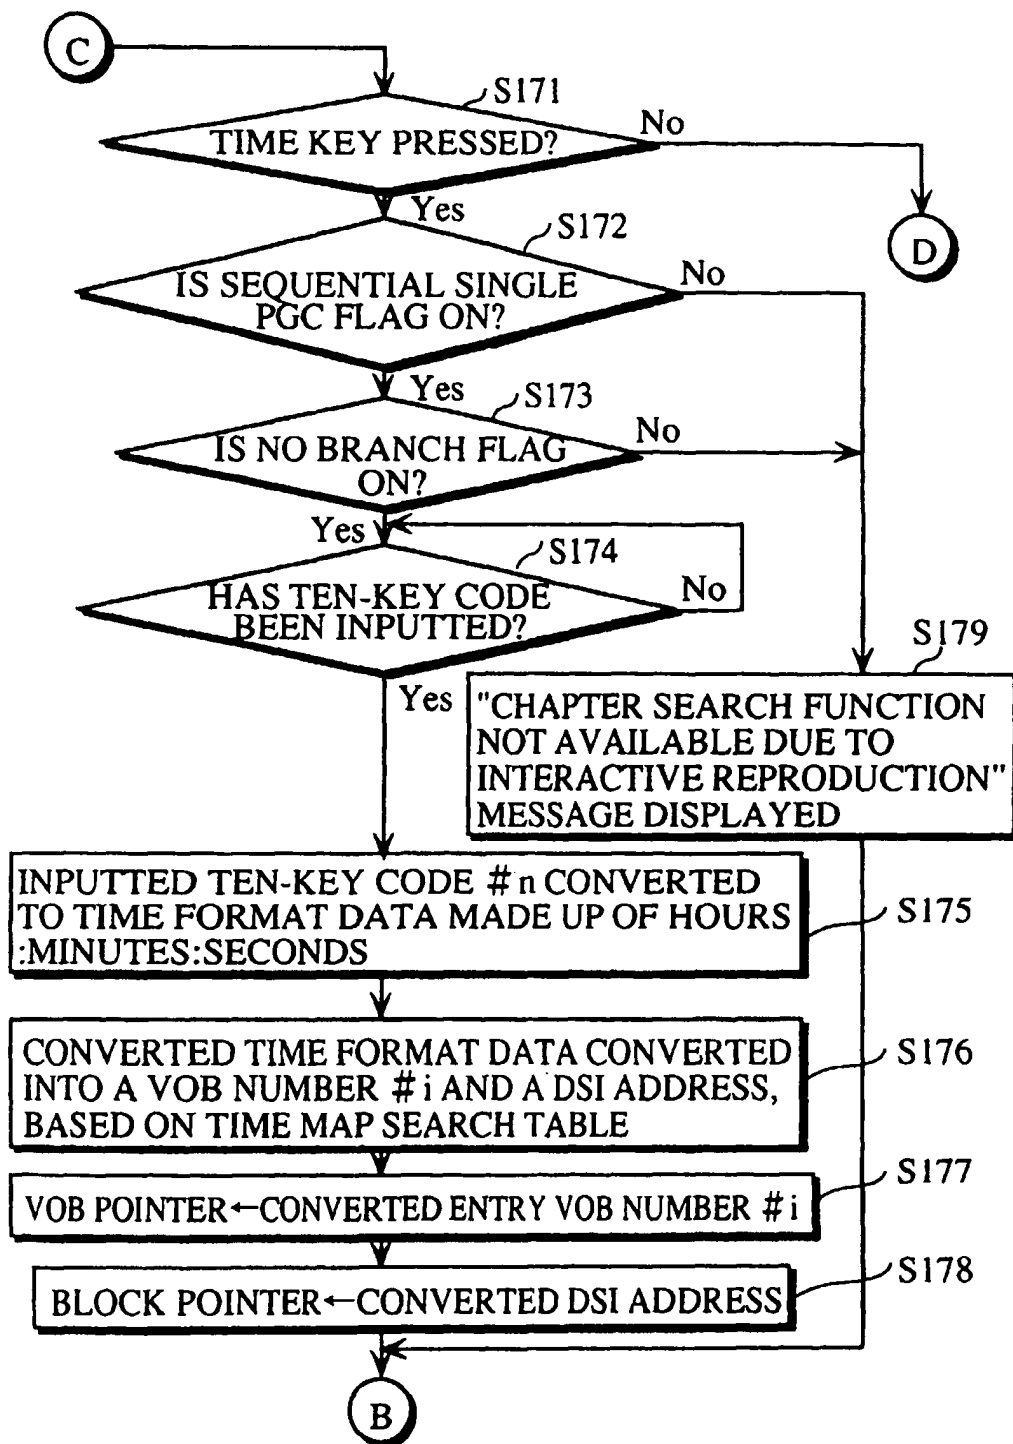 C
S171
TIME KEY PRESSED?
No
Yes
D
S172
IS SEQUENTIAL SINGLE
PGC FLAG ON?
No
Yes
S173
IS NO BRANCH FLAG
ON?
No
Yes
S174
HAS TEN-KEY CODE
BEEN INPUTTED?
No
Yes
S179
"CHAPTER SEARCH FUNCTION
NOT AVAILABLE DUE TO
INTERACTIVE REPRODUCTION"
MESSAGE DISPLAYED
INPUTTED TEN-KEY CODE #n CONVERTED
TO TIME FORMAT DATA MADE UP OF HOURS
:MINUTES:SECONDS
S175
CONVERTED TIME FORMAT DATA CONVERTED
INTO A VOB NUMBER #i AND A DSI ADDRESS,
BASED ON TIME MAP SEARCH TABLE
S176
VOB POINTER←CONVERTED ENTRY VOB NUMBER #i
S177
BLOCK POINTER←CONVERTED DSI ADDRESS
S178
B